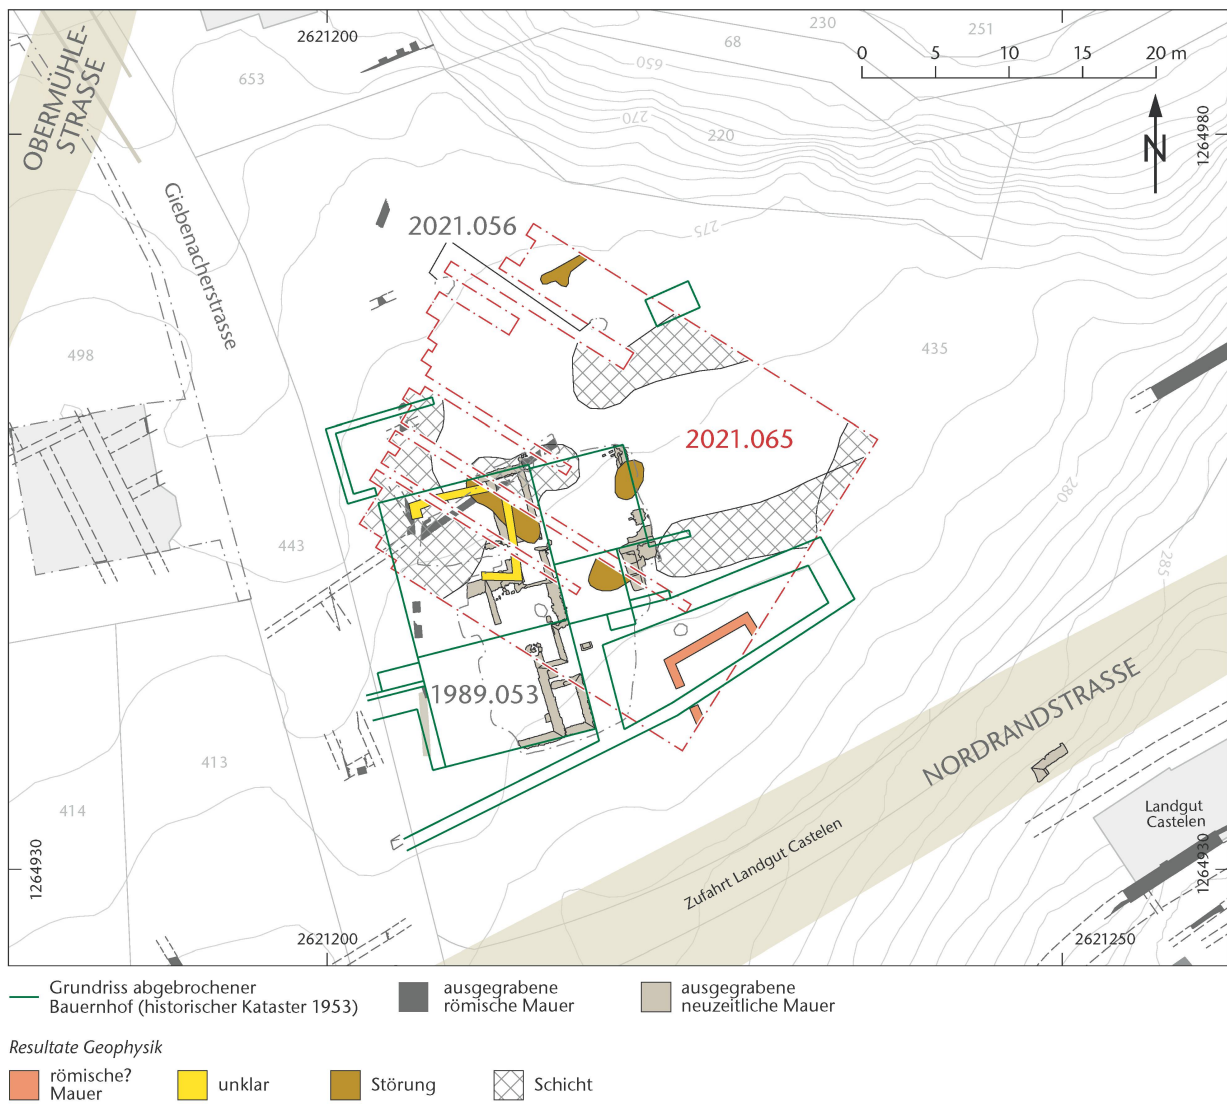 2621200
230
251
68
650
653
0 5 10 15 20 m
OBERMÜHLE-
STRASSE
270
220
1264980
N
Giebenacherstrasse
2021.056
275
498
435
2021.065
280
443
285
1989.053
NORDRANDSTRASSE
413
414
Landgut
Castelen
Zufahrt Landgut Castelen
1264930
1264930
2621200
2621250
Grundriss abgebrochener
Bauernhof (historischer Kataster 1953)
ausgegrabene
römische Mauer
ausgegrabene
neuzeitliche Mauer
Resultate Geophysik
römische?
Mauer
unklar
Störung
Schicht